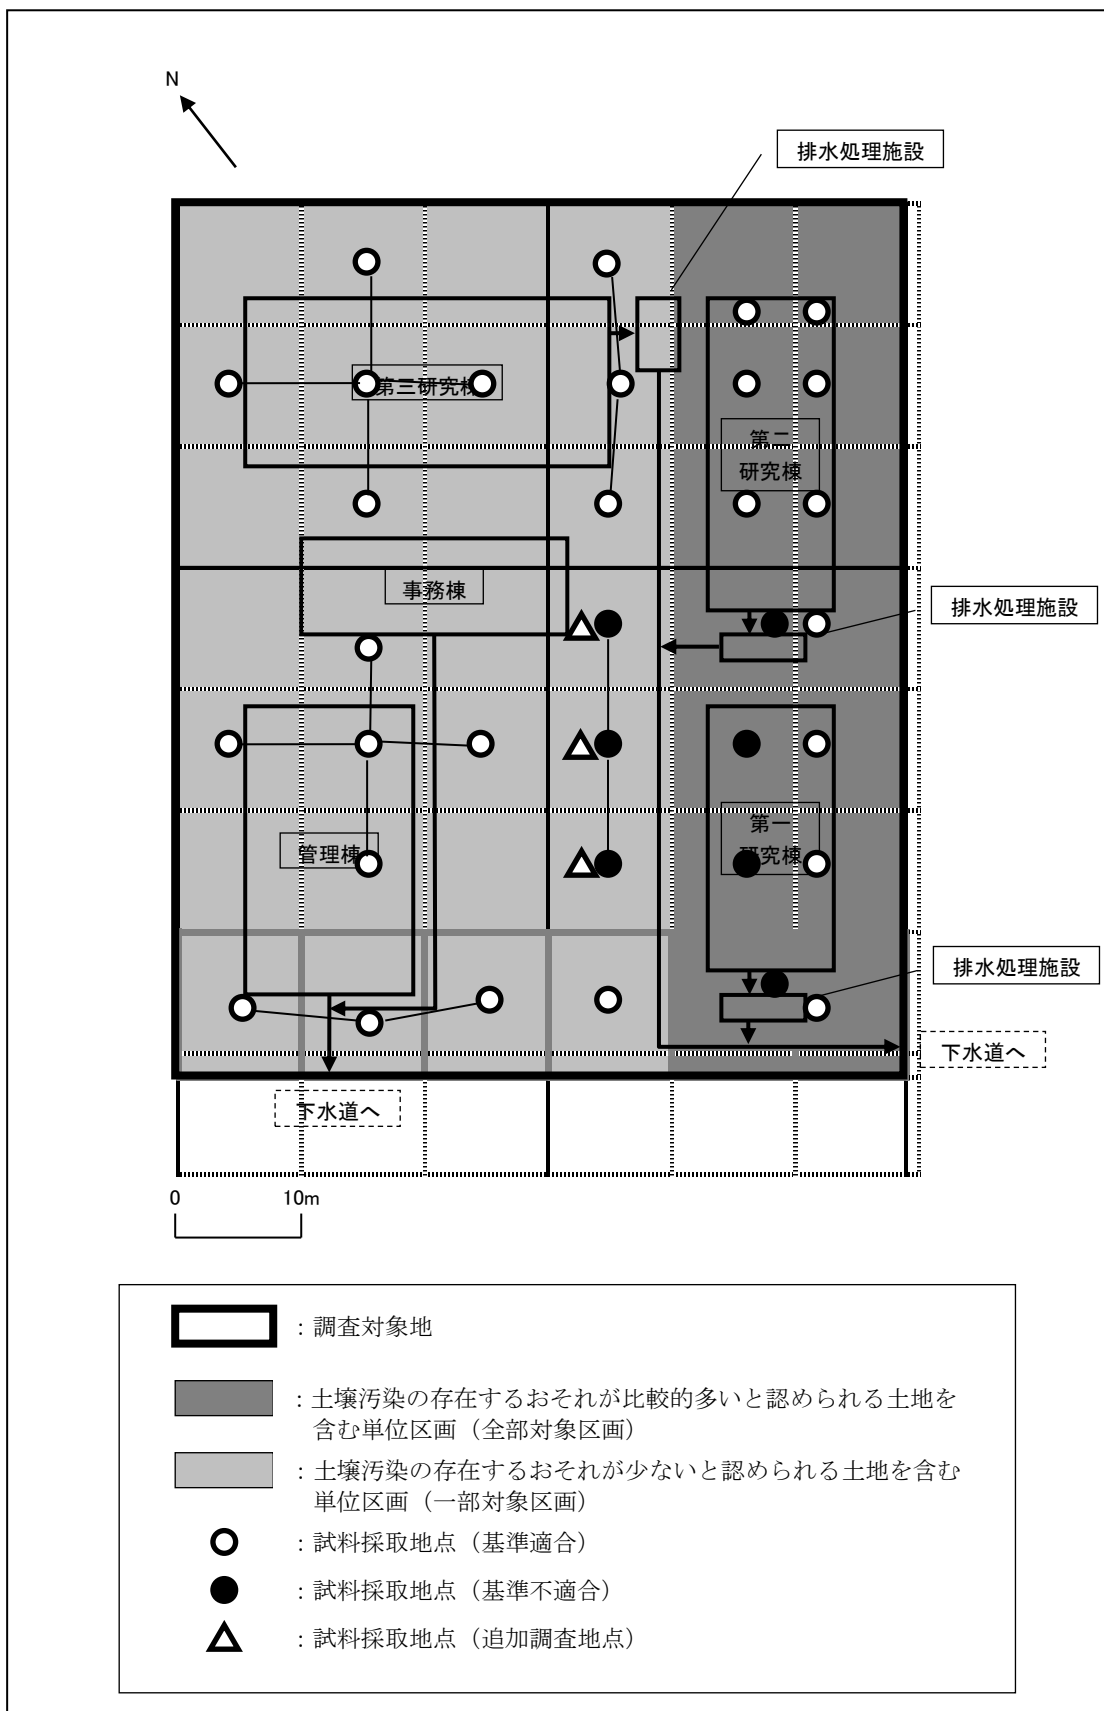 N
排水処理施設
第三研究棟
第二
研究棟
事務棟
排水処理施設
第一
研究棟
管理棟
排水処理施設
下水道へ
下水道へ
0 10m
：調査対象地
：土壌汚染の存在するおそれが比較的多いと認められる土地を
含む単位区画（全部対象区画）
：土壌汚染の存在するおそれが少ないと認められる土地を含む
単位区画（一部対象区画）
：試料採取地点（基準適合）
：試料採取地点（基準不適合）
：試料採取地点（追加調査地点）